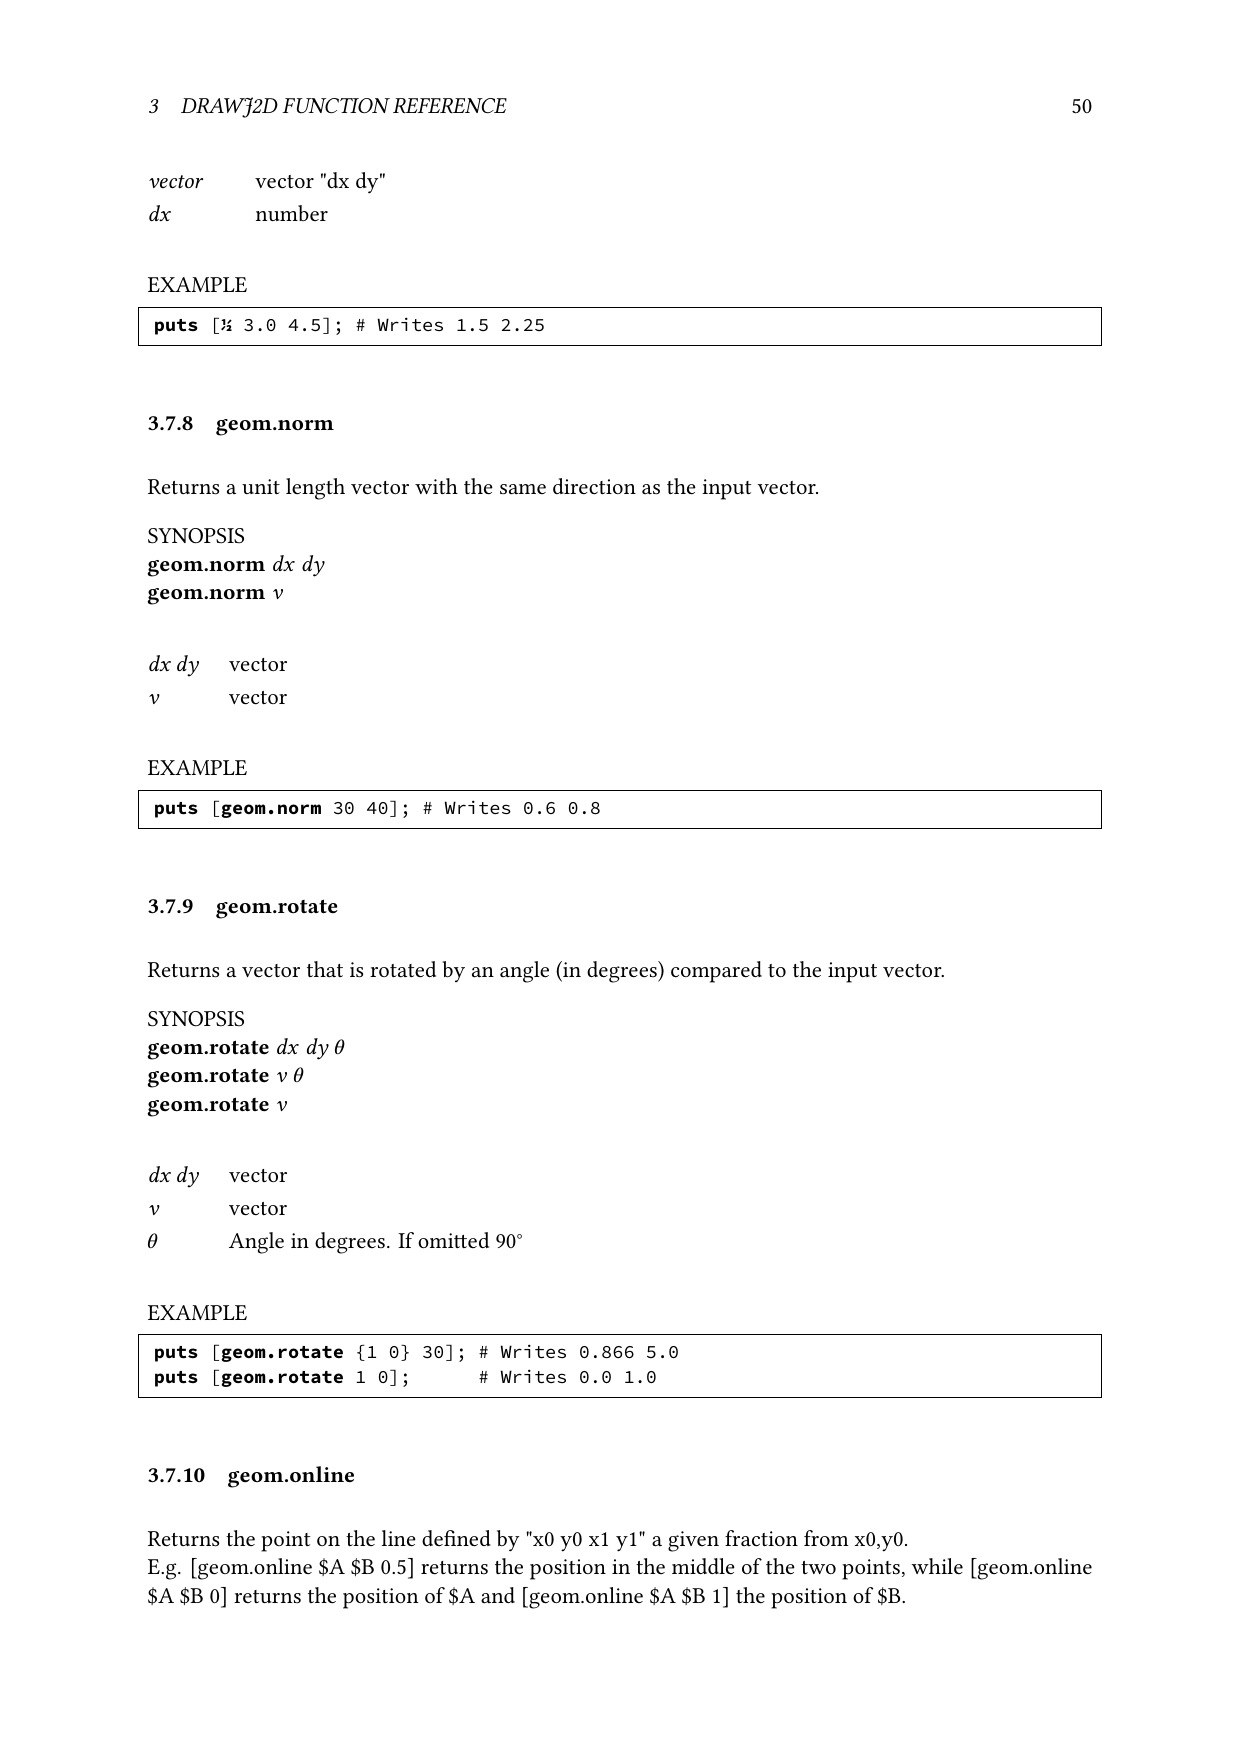 3 DRAWJ2D FUNCTION REFERENCE 50
vector vector "dx dy"
dx number
EXAMPLE
puts [½ 3.0 4.5]; # Writes 1.5 2.25
3.7.8 geom.norm
Returns a unit length vector with the same direction as the input vector.
SYNOPSIS
geom.norm dx dy
geom.norm v
dx dy vector
v vector
EXAMPLE
puts [geom.norm 30 40]; # Writes 0.6 0.8
3.7.9 geom.rotate
Returns a vector that is rotated by an angle (in degrees) compared to the input vector.
SYNOPSIS
geom.rotate dx dy θ
geom.rotate v θ
geom.rotate v
dx dy vector
v vector
θ Angle in degrees. If omitted 90°
EXAMPLE
puts [geom.rotate {1 0} 30]; # Writes 0.866 5.0
puts [geom.rotate 1 0]; # Writes 0.0 1.0
3.7.10 geom.online
Returns the point on the line defined by "x0 y0 x1 y1" a given fraction from x0,y0.
E.g. [geom.online $A $B 0.5] returns the position in the middle of the two points, while [geom.online
$A $B 0] returns the position of $A and [geom.online $A $B 1] the position of $B.